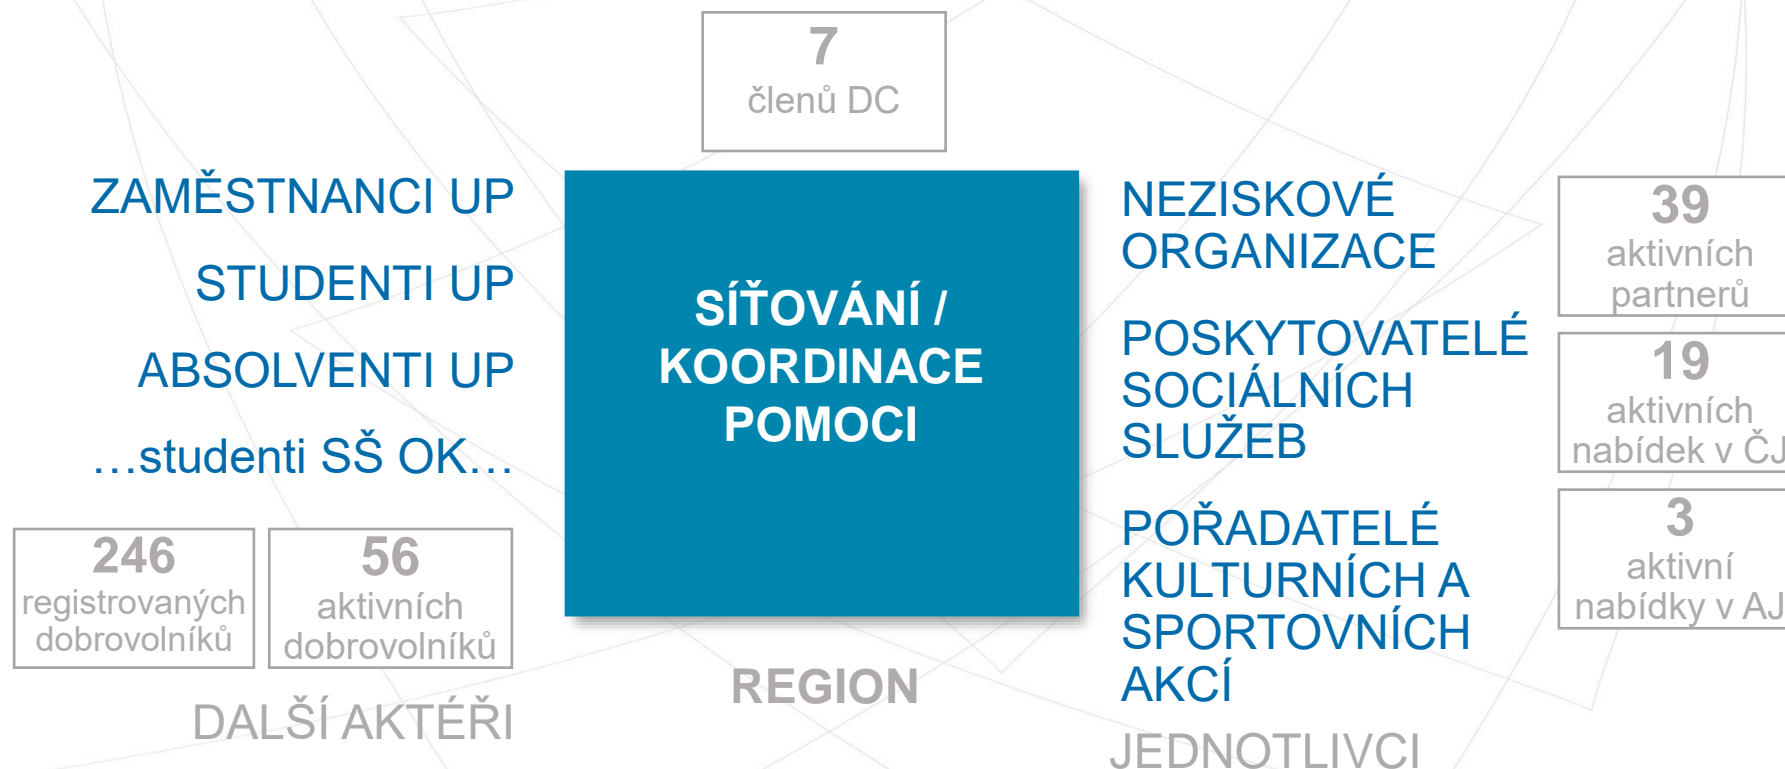 7
členů DC
ZAMĚSTNANCI UP
STUDENTI UP
ABSOLVENTI UP
...studenti SŠ OK...
246
registrovaných
dobrovolníků
56
aktivních
dobrovolníků
DALŠÍ AKTÉŘI
SÍŤOVÁNÍ /
KOORDINACE
POMOCI
REGION
NEZISKOVÉ
ORGANIZACE
POSKYTOVATELÉ
SOCIÁLNÍCH
SLUŽEB
POŘADATELÉ
KULTURNÍCH A
SPORTOVNÍCH
AKCÍ
JEDNOTLIVCI
39
aktivních
partnerů
19
aktivních
nabídek v ČJ
3
aktivní
nabídky v AJ